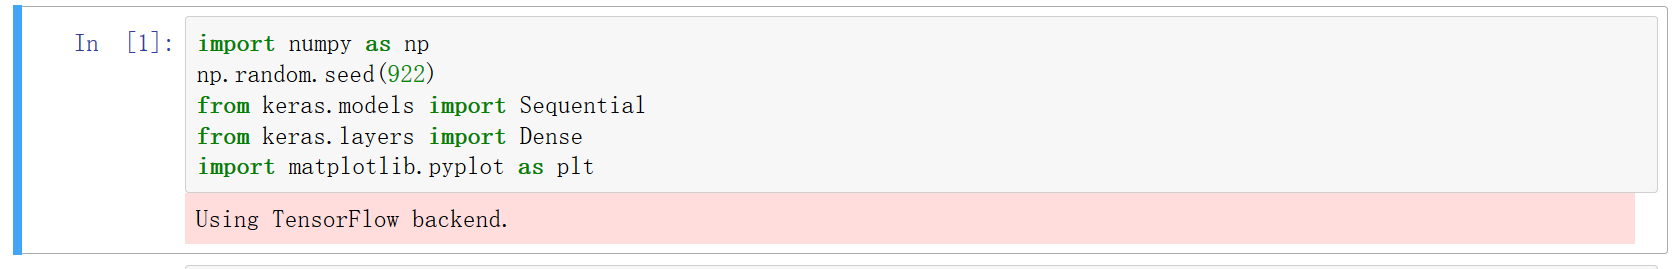 In [1]:
import numpy as np
np.random.seed(922)
from keras.models import Sequential
from keras.layers import Dense
import matplotlib.pyplot as plt
Using TensorFlow backend.